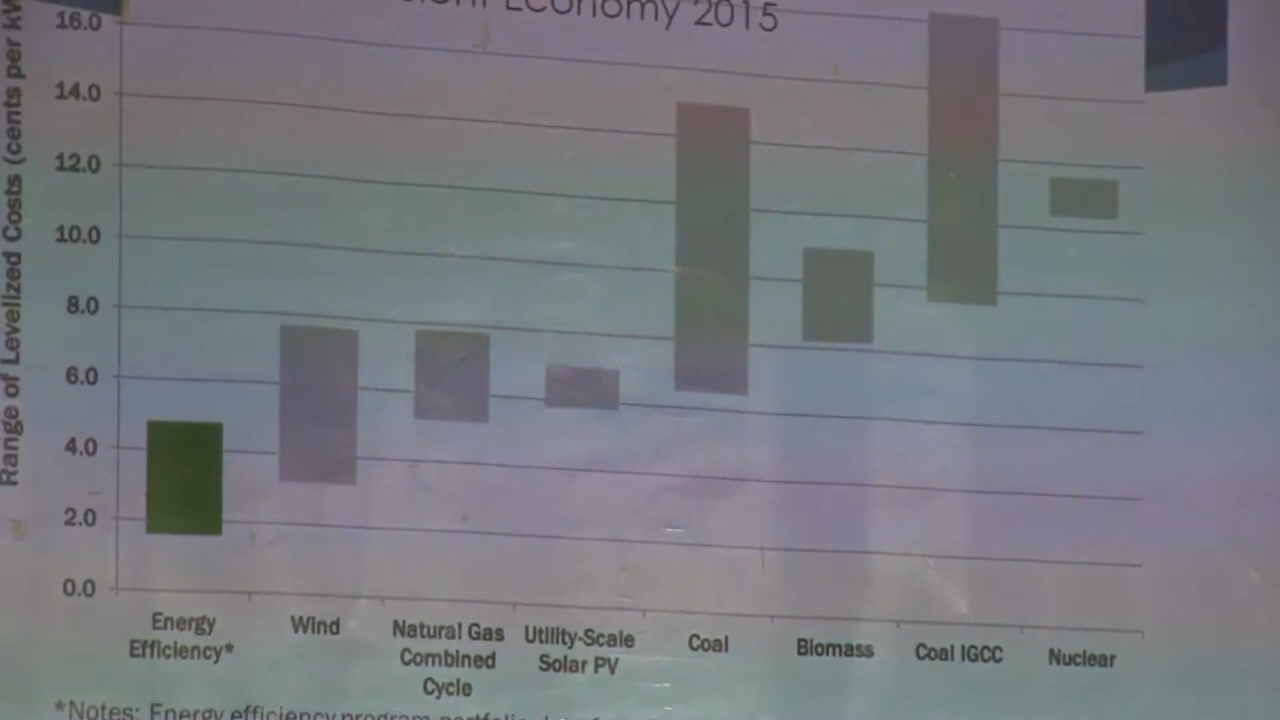 Economy 2015
Range of Levelized Costs (cents per
16.0
14.0
12.0
10.0
8.0
6.0
4.0
2.0
0.0
Energy
Efficiency*
Wind
Natural Gas
Combined
Cycle
Utility-Scale
Solar PV
Coal
Biomass
Coal IGCC
Nuclear
*Notes: Energy efficiency program portfolio